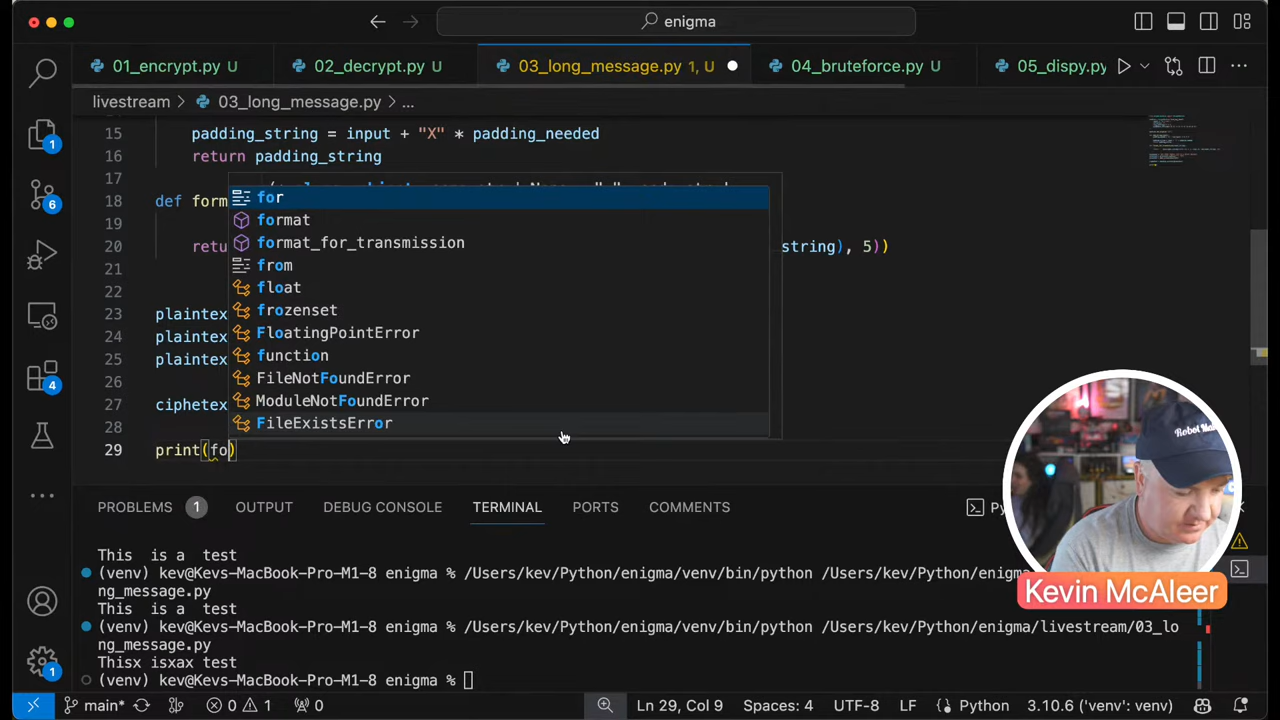 enigma
01_encrypt.py U
02_decrypt.py U
03_long_message.py 1, U
04_bruteforce.py U
05_dispy.py
livestream > 03_long_message.py > ...
15 padding_string = input + "X" * padding_needed
16 return padding_string
17
18 def form
19
20 retu string), 5))
21
22
23 plaintex
24 plaintex
25 plaintex
26
27 ciphetex
28
29 print(fo)
for
format
format_for_transmission
from
float
frozenset
FloatingPointError
function
FileNotFoundError
ModuleNotFoundError
FileExistsError
1
6
4
1
PROBLEMS 1 OUTPUT DEBUG CONSOLE TERMINAL PORTS COMMENTS
Py
This  is a  test
(venv) kev@Kevs-MacBook-Pro-M1-8 enigma % /Users/kev/Python/enigma/venv/bin/python /Users/kev/Python/enigma
ng_message.py
This  is a  test
(venv) kev@Kevs-MacBook-Pro-M1-8 enigma % /Users/kev/Python/enigma/venv/bin/python /Users/kev/Python/enigma/livestream/03_lo
ng_message.py
Thisx isxax test
(venv) kev@Kevs-MacBook-Pro-M1-8 enigma %
Kevin McAleer
main* 0 1 0 Ln 29, Col 9 Spaces: 4 UTF-8 LF Python 3.10.6 ('venv': venv)